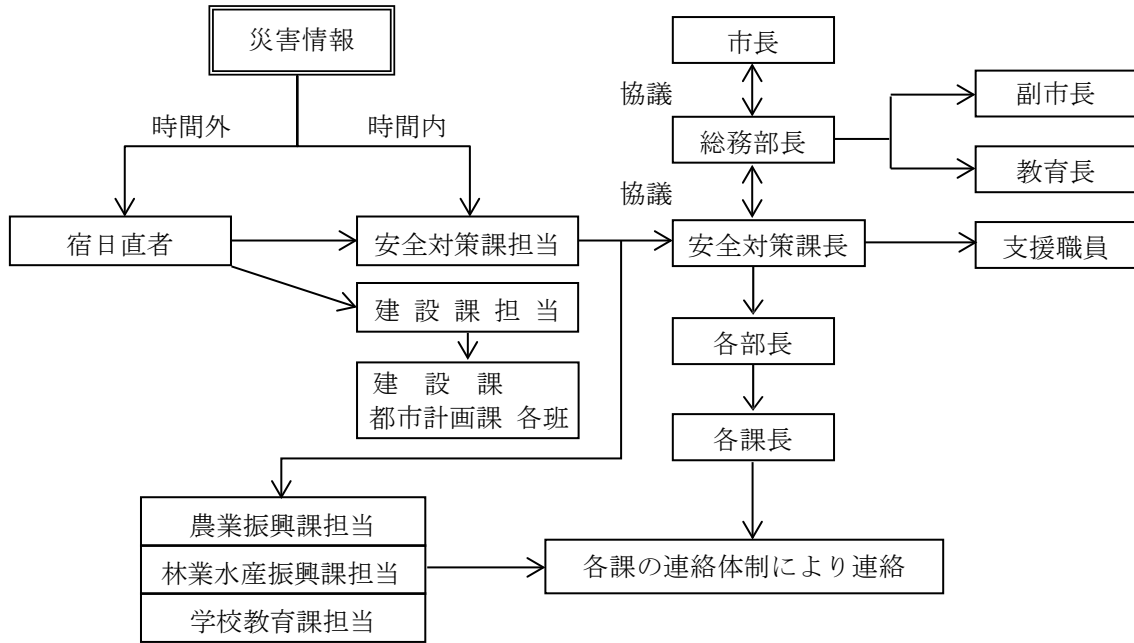 災害情報
市長
協議
副市長
時間外
時間内
総務部長
教育長
協議
宿日直者
安全対策課担当
安全対策課長
支援職員
建 設 課 担 当
各部長
建 設 課
都市計画課 各班
各課長
農業振興課担当
林業水産振興課担当
各課の連絡体制により連絡
学校教育課担当